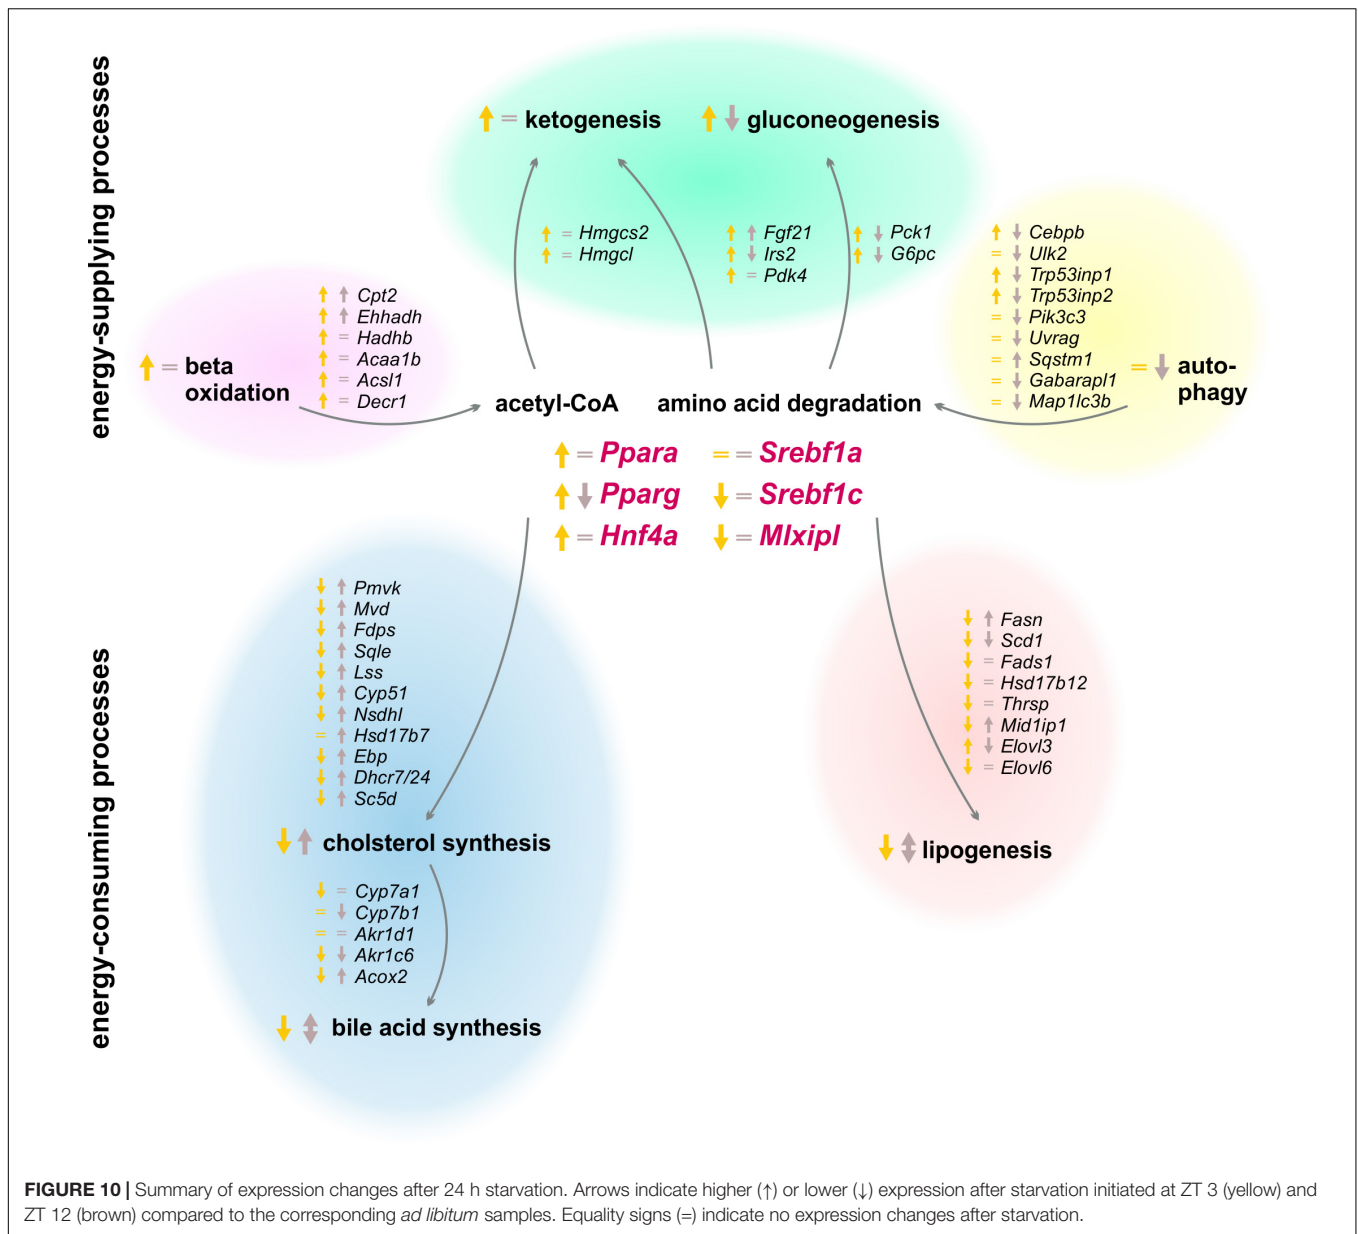 energy-supplying processes
↑ = ketogenesis
↑ ↓ gluconeogenesis
↑ = Hmgcs2
↑ = Hmgcl
↑ ↑ Fgf21
↑ ↓ Irs2
↑ = Pdk4
↑ ↓ Pck1
↑ ↓ G6pc
↑ ↓ Cebpb
= ↓ Ulk2
↑ ↓ Trp53inp1
↑ ↓ Trp53inp2
= ↓ Pik3c3
= ↓ Uvrag
= ↑ Sqstm1
= ↓ Gabarapl1
= ↓ Map1lc3b
= ↓ auto-
phagy
↑ ↑ Cpt2
↑ ↑ Ehhadh
↑ = Hadhb
↑ = Acaa1b
↑ = Acsl1
↑ = Decr1
↑ = beta
oxidation
acetyl-CoA
amino acid degradation
↑ = Ppara
↑ ↓ Pparg
↑ = Hnf4a
= = Srebf1a
↓ = Srebf1c
↓ = Mlxipl
energy-consuming processes
↓ ↑ Pmvk
↓ ↑ Mvd
↓ ↑ Fdps
↓ ↑ Sqle
↓ ↑ Lss
↓ ↑ Cyp51
↓ ↑ Nsdhl
= ↑ Hsd17b7
↓ ↑ Ebp
↓ ↑ Dhcr7/24
↓ ↑ Sc5d
↓ ↑ cholsterol synthesis
↓ = Cyp7a1
= ↓ Cyp7b1
= = Akr1d1
↓ ↓ Akr1c6
↓ ↑ Acox2
↓ ↕ bile acid synthesis
↓ ↑ Fasn
↓ ↓ Scd1
↓ = Fads1
↓ = Hsd17b12
↓ = Thrsp
↓ ↑ Mid1ip1
↑ ↓ Elovl3
↓ = Elovl6
↓ ↕ lipogenesis
FIGURE 10 | Summary of expression changes after 24 h starvation. Arrows indicate higher (↑) or lower (↓) expression after starvation initiated at ZT 3 (yellow) and
ZT 12 (brown) compared to the corresponding ad libitum samples. Equality signs (=) indicate no expression changes after starvation.